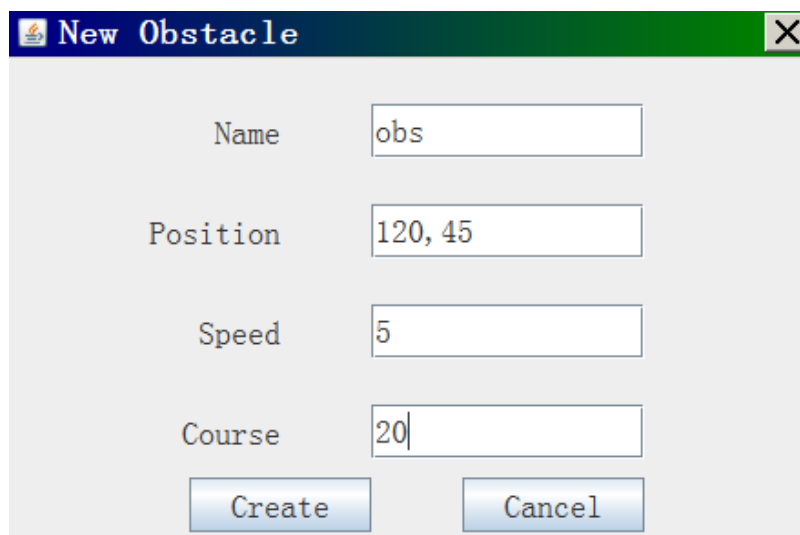 New Obstacle
Name obs
Position 120,45
Speed 5
Course 20
Create Cancel